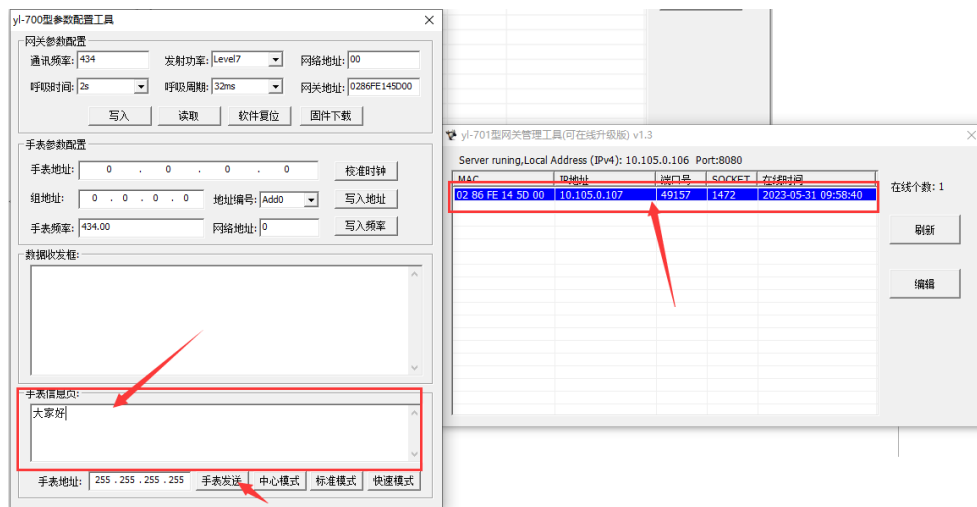 yl-700型参数配置工具
网关参数配置
通讯频率: 434 发射功率: Level7 网络地址: 00
呼吸时间: 2s 呼吸周期: 32ms 网关地址: 0286FE145D00
写入 读取 软件复位 固件下载
手表参数配置
手表地址: 0 . 0 . 0 . 0 校准时钟
组地址: 0 . 0 . 0 . 0 地址编号: Add0 写入地址
手表频率: 434.00 网络地址: 0 写入频率
数据收发框:
手表信息页:
大家好
手表地址: 255 . 255 . 255 . 255 手表发送 中心模式 标准模式 快速模式
yl-701型网关管理工具(可在线升级版) v1.3
Server runing,Local Address (IPv4): 10.105.0.106 Port:8080
MAC IP地址 端口号 SOCKET 在线时间
02 86 FE 14 5D 00 10.105.0.107 49157 1472 2023-05-31 09:58:40
在线个数: 1
刷新
编辑